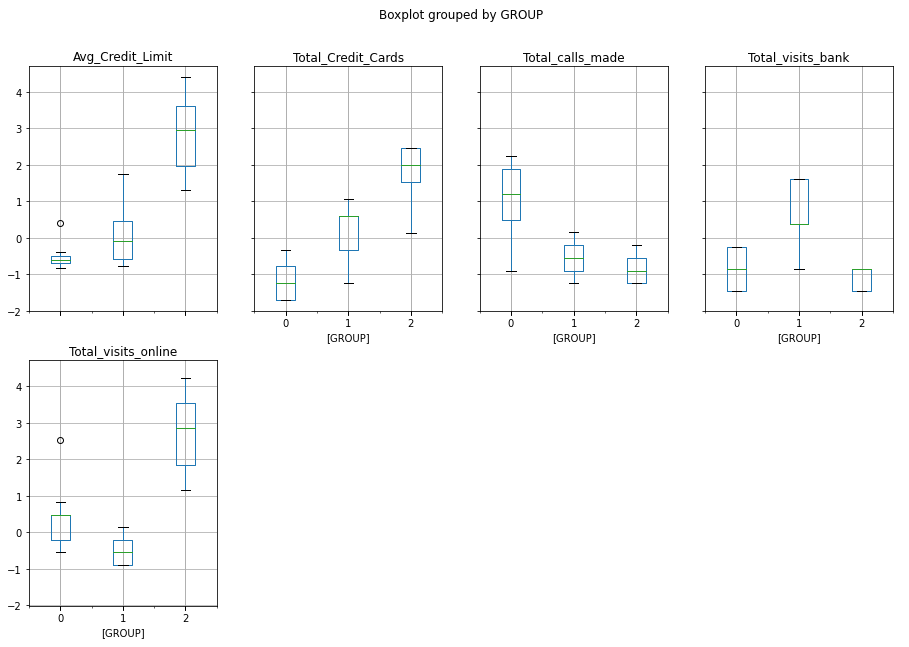 Boxplot grouped by GROUP
Avg_Credit_Limit
Total_Credit_Cards
Total_calls_made
Total_visits_bank
4
3
2
1
0
−1
−2
0 1 2
[GROUP]
0 1 2
[GROUP]
0 1 2
[GROUP]
Total_visits_online
4
3
2
1
0
−1
−2
0 1 2
[GROUP]